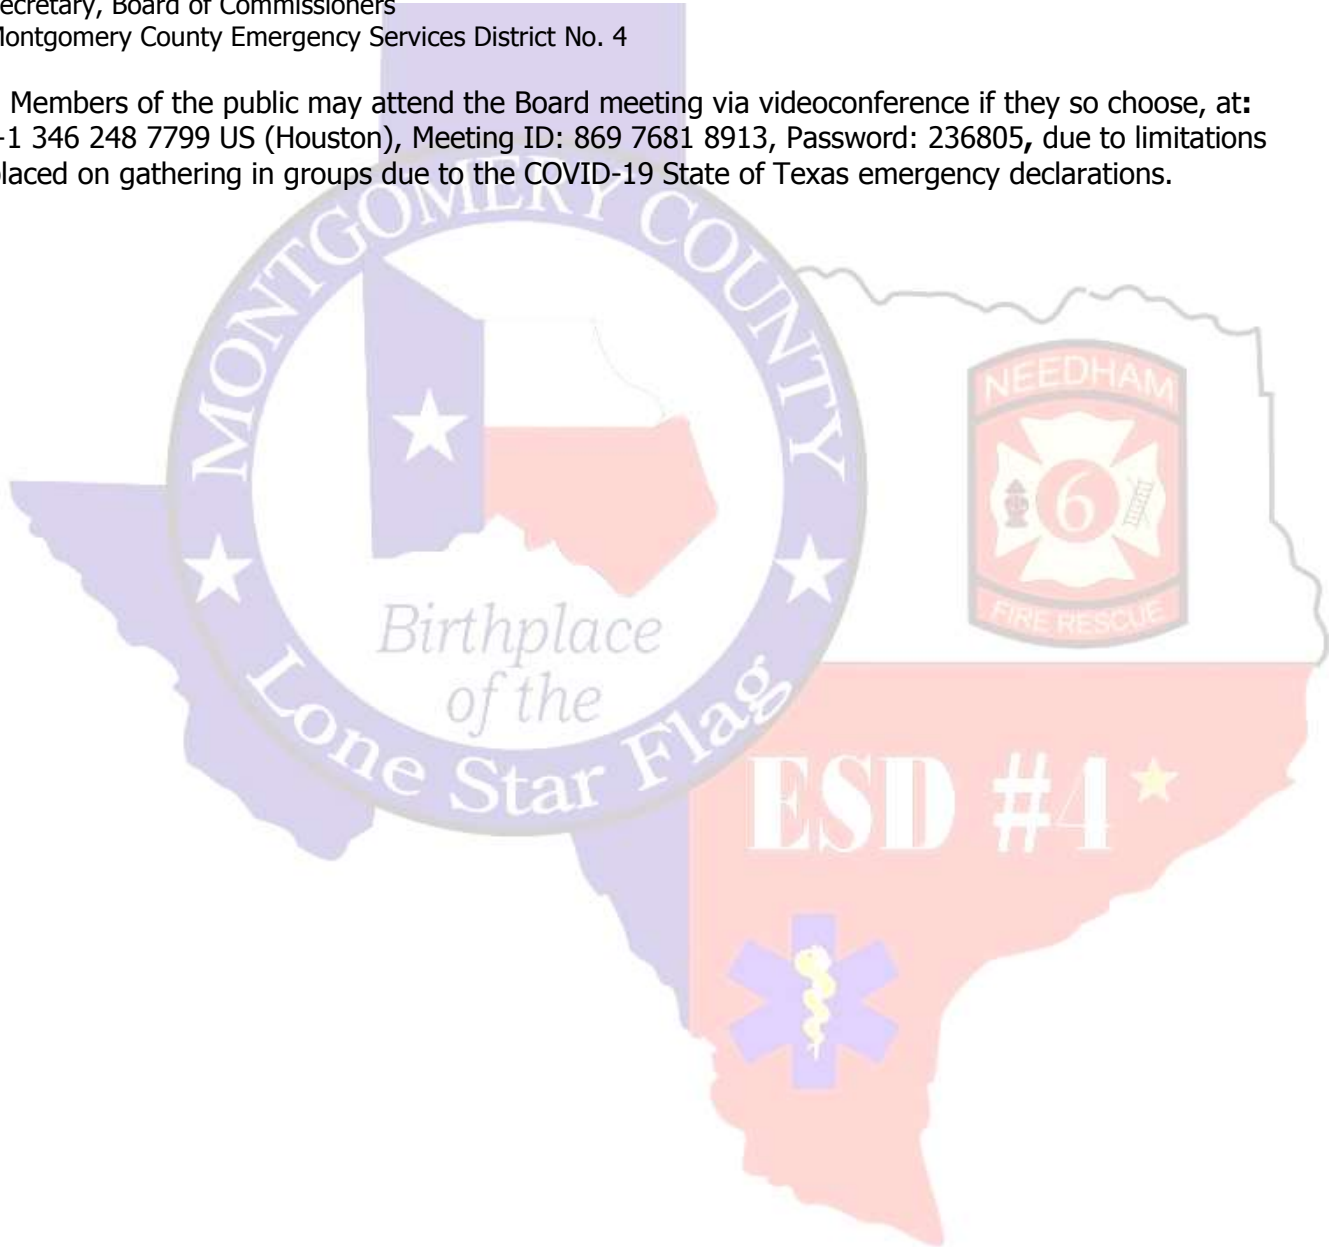 ecretary, Board of Commissioners
ontgomery County Emergency Services District No. 4
Members of the public may attend the Board meeting via videoconference if they so choose, at:
1 346 248 7799 US (Houston), Meeting ID: 869 7681 8913, Password: 236805, due to limitations
laced on gathering in groups due to the COVID-19 State of Texas emergency declarations.
MONTGOMERY COUNTY
Birthplace
of the
Lone Star Flag
NEEDHAM
6
FIRE RESCUE
ESD #4